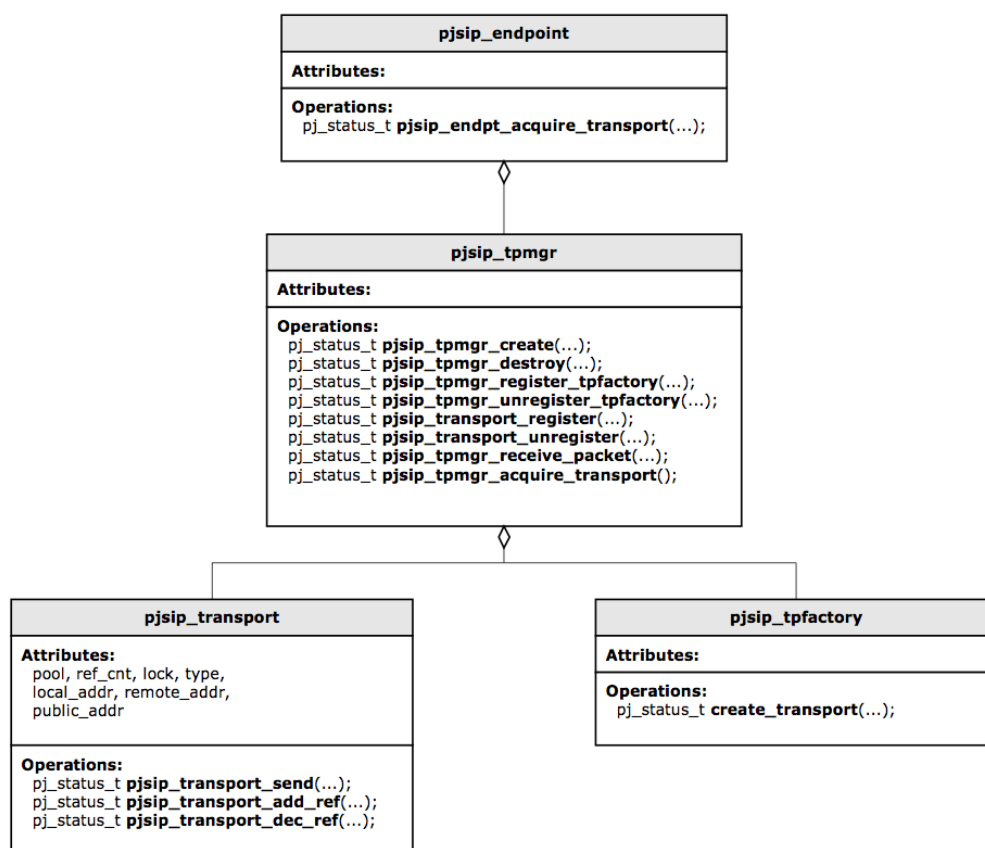 pjsip_endpoint
Attributes:
Operations:
pj_status_t pjsip_endpt_acquire_transport(...);
pjsip_tpmgr
Attributes:
Operations:
pj_status_t pjsip_tpmgr_create(...);
pj_status_t pjsip_tpmgr_destroy(...);
pj_status_t pjsip_tpmgr_register_tpfactory(...);
pj_status_t pjsip_tpmgr_unregister_tpfactory(...);
pj_status_t pjsip_transport_register(...);
pj_status_t pjsip_transport_unregister(...);
pj_status_t pjsip_tpmgr_receive_packet(...);
pj_status_t pjsip_tpmgr_acquire_transport();
pjsip_transport
Attributes:
pool, ref_cnt, lock, type,
local_addr, remote_addr,
public_addr
Operations:
pj_status_t pjsip_transport_send(...);
pj_status_t pjsip_transport_add_ref(...);
pj_status_t pjsip_transport_dec_ref(...);
pjsip_tpfactory
Attributes:
Operations:
pj_status_t create_transport(...);